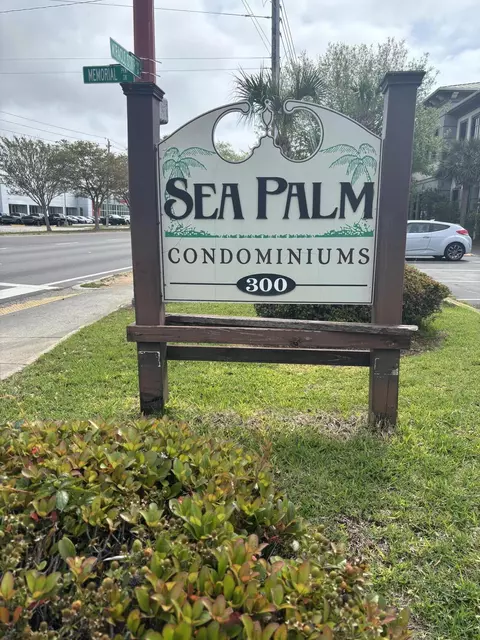 MEMORIAL
SEA PALM
CONDOMINIUMS
300